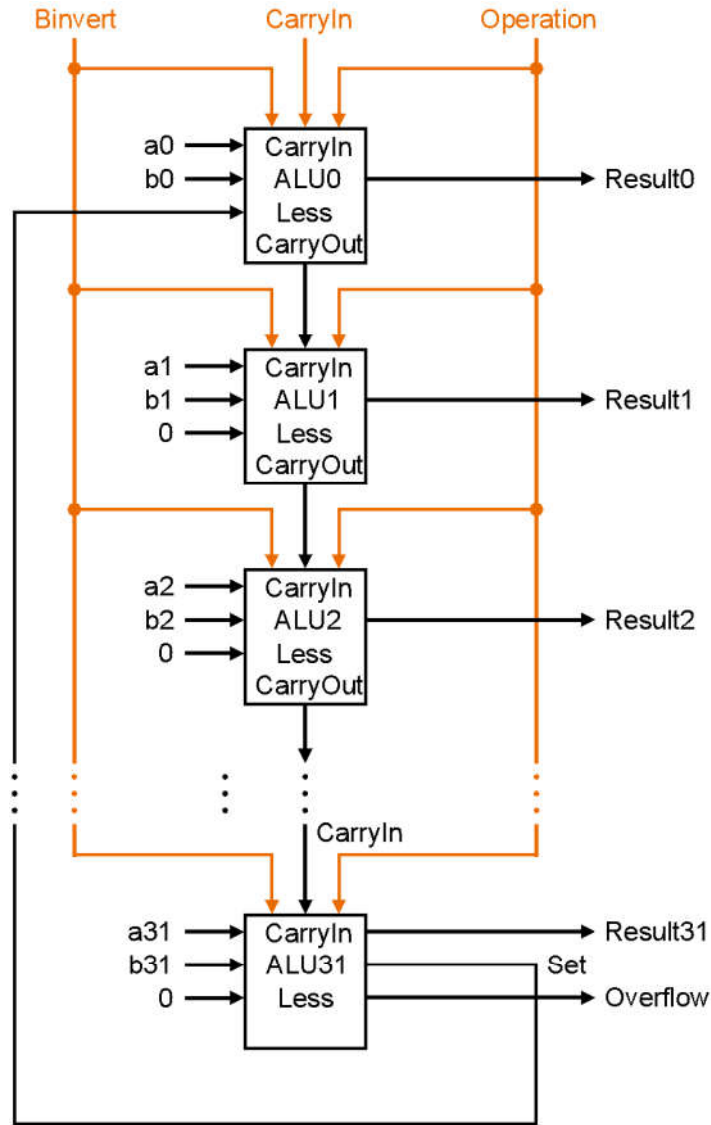 Binvert CarryIn Operation
a0 CarryIn
b0 ALU0 Result0
Less
CarryOut
a1 CarryIn
b1 ALU1 Result1
0 Less
CarryOut
a2 CarryIn
b2 ALU2 Result2
0 Less
CarryOut
CarryIn
a31 CarryIn Result31
b31 ALU31 Set
0 Less Overflow